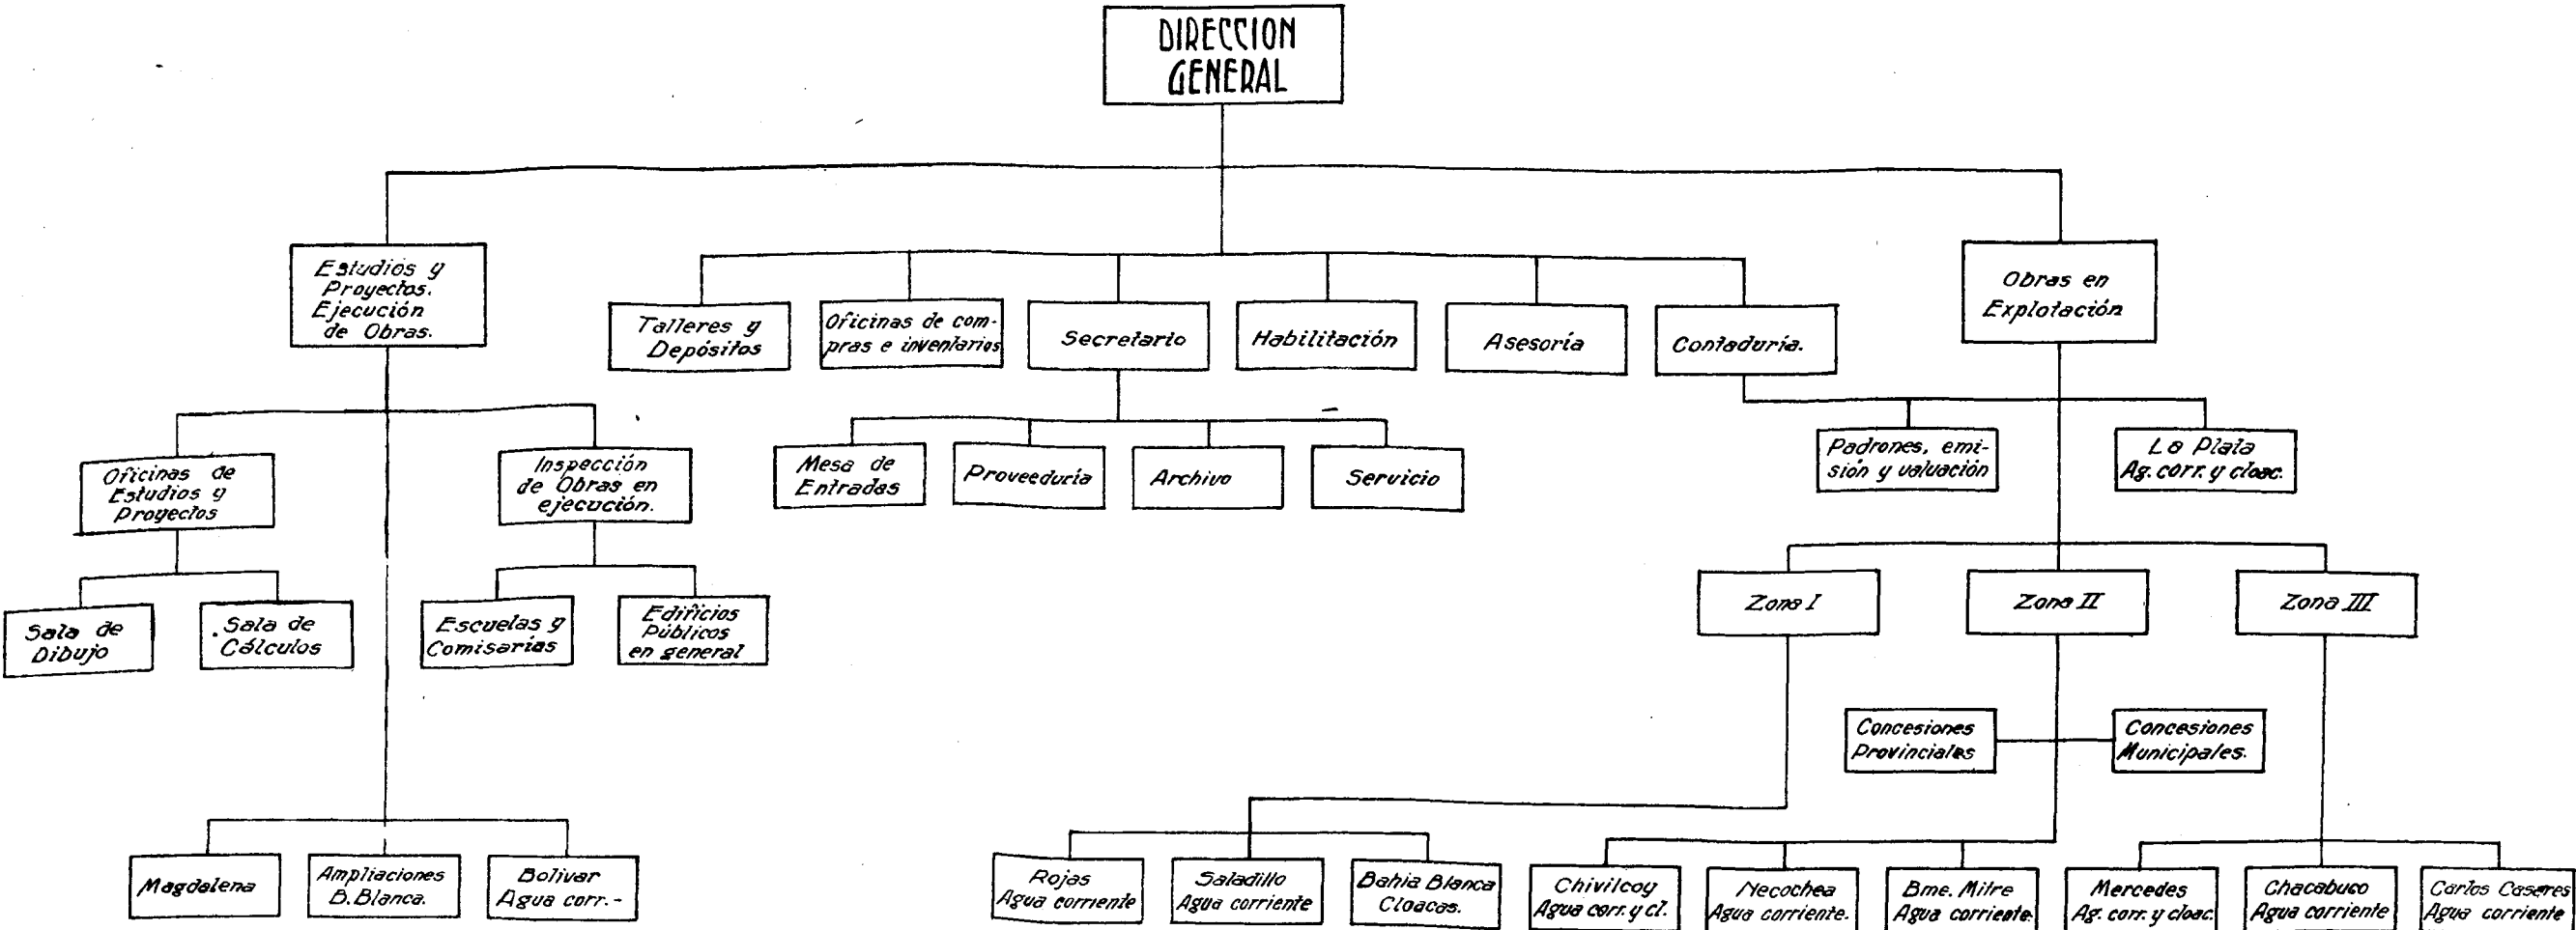 DIRECCION
GENERAL
Estudios y
Proyectos.
Ejecución
de Obras.
Talleres y
Depósitos
Oficinas de com-
pras e inventarios
Secretario
Habilitación
Asesoría
Contaduría.
Obras en
Explotación
Oficinas de
Estudios y
Proyectos
Inspección
de Obras en
ejecución.
Mesa de
Entradas
Proveeduría
Archivo
Servicio
Padrones, emi-
sión y valuación
La Plata
Ag. corr. y cloac.
Sala de
Dibujo
Sala de
Cálculos
Escuelas y
Comisarías
Edificios
Públicos
en general
Zona I
Zona II
Zona III
Concesiones
Provinciales
Concesiones
Municipales.
Magdalena
Ampliaciones
B. Blanca.
Bolivar
Agua corr.-
Rojas
Agua corriente
Saladillo
Agua corriente
Bahia Blanca
Cloacas.
Chivilcoy
Agua corr. y cl.
Necochea
Agua corriente.
Bme. Mitre
Agua corriente.
Mercedes
Ag. corr. y cloac.
Chacabuco
Agua corriente
Carlos Caseres
Agua corriente